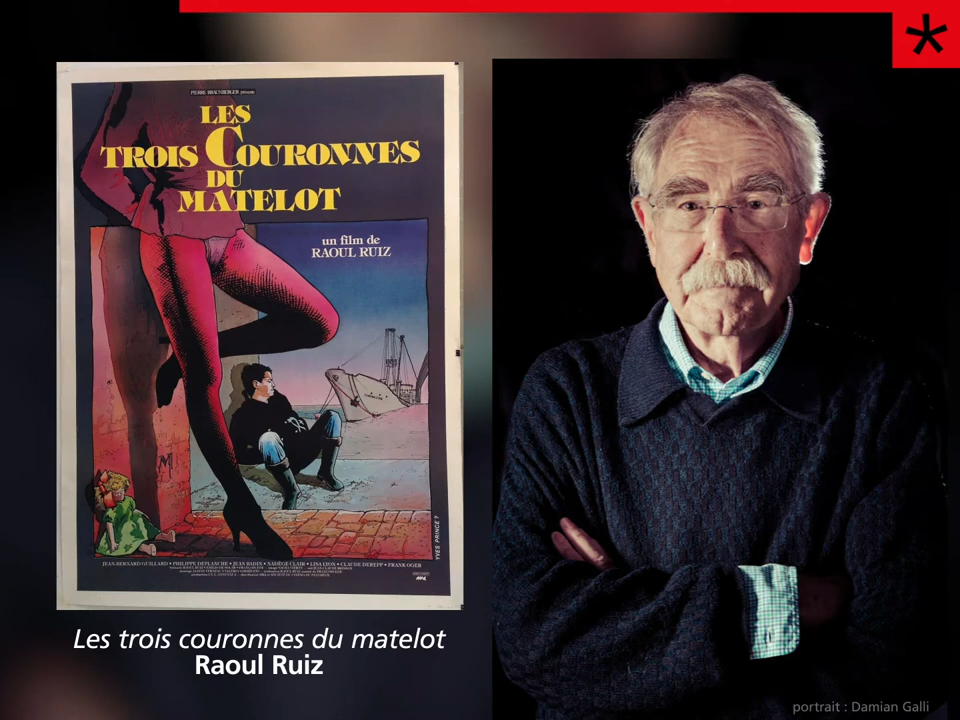 PIERRE BRAUNBERGER présente
LES
TROIS COURONNES
DU
MATELOT
un film de
RAOUL RUIZ
YVES PRINCE ?
JEAN-BERNARD GUILLARD • PHILIPPE DEPLANCHE • JEAN BADIN • NADÈGE CLAIR • LISA LYON • CLAUDE DEREPP • FRANK OGER
Les trois couronnes du matelot
Raoul Ruiz
portrait : Damian Galli